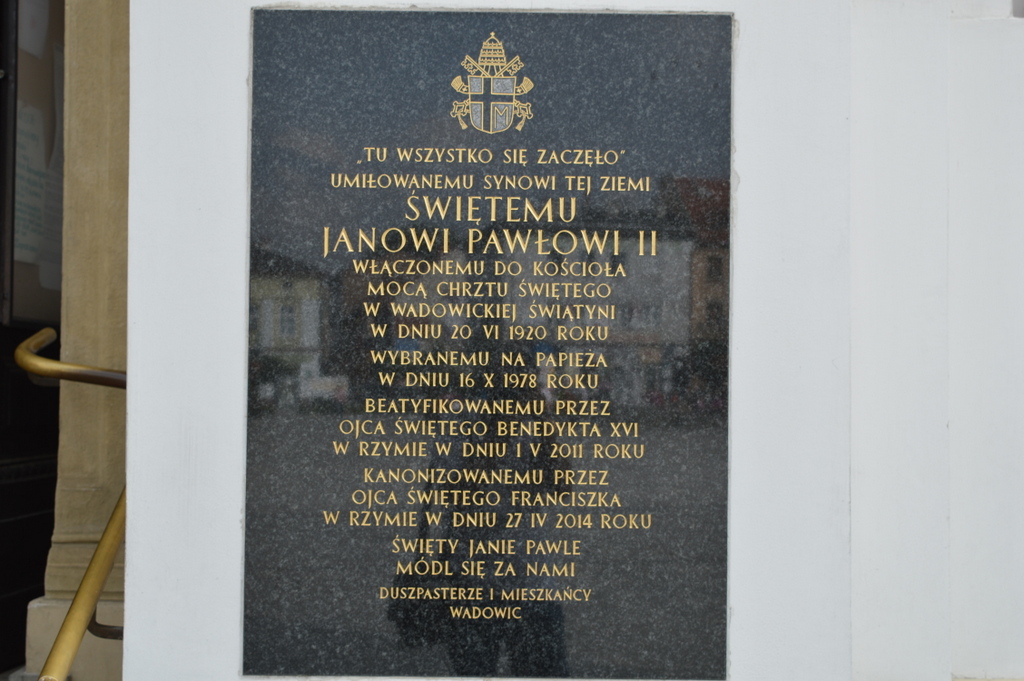 „TU WSZYSTKO SIĘ ZACZĘŁO”
UMIŁOWANEMU SYNOWI TEJ ZIEMI
ŚWIĘTEMU
JANOWI PAWŁOWI II
WŁĄCZONEMU DO KOŚCIOŁA
MOCĄ CHRZTU ŚWIĘTEGO
W WADOWICKIEJ ŚWIĄTYNI
W DNIU 20 VI 1920 ROKU
WYBRANEMU NA PAPIEŻA
W DNIU 16 X 1978 ROKU
BEATYFIKOWANEMU PRZEZ
OJCA ŚWIĘTEGO BENEDYKTA XVI
W RZYMIE W DNIU 1 V 2011 ROKU
KANONIZOWANEMU PRZEZ
OJCA ŚWIĘTEGO FRANCISZKA
W RZYMIE W DNIU 27 IV 2014 ROKU
ŚWIĘTY JANIE PAWLE
MÓDL SIĘ ZA NAMI
DUSZPASTERZE I MIESZKAŃCY
WADOWIC